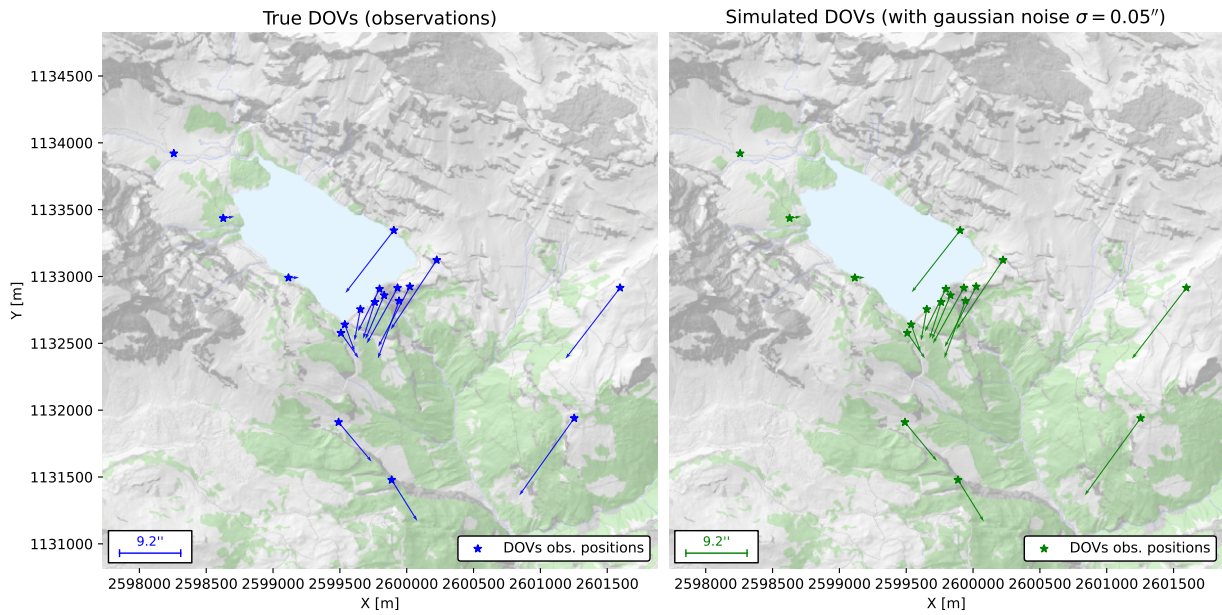 True DOVs (observations)
Simulated DOVs (with gaussian noise σ = 0.05″)
Y [m]
1134500
1134000
1133500
1133000
1132500
1132000
1131500
1131000
9.2''
DOVs obs. positions
9.2''
DOVs obs. positions
2598000 2598500 2599000 2599500 2600000 2600500 2601000 2601500
2598000 2598500 2599000 2599500 2600000 2600500 2601000 2601500
X [m]
X [m]